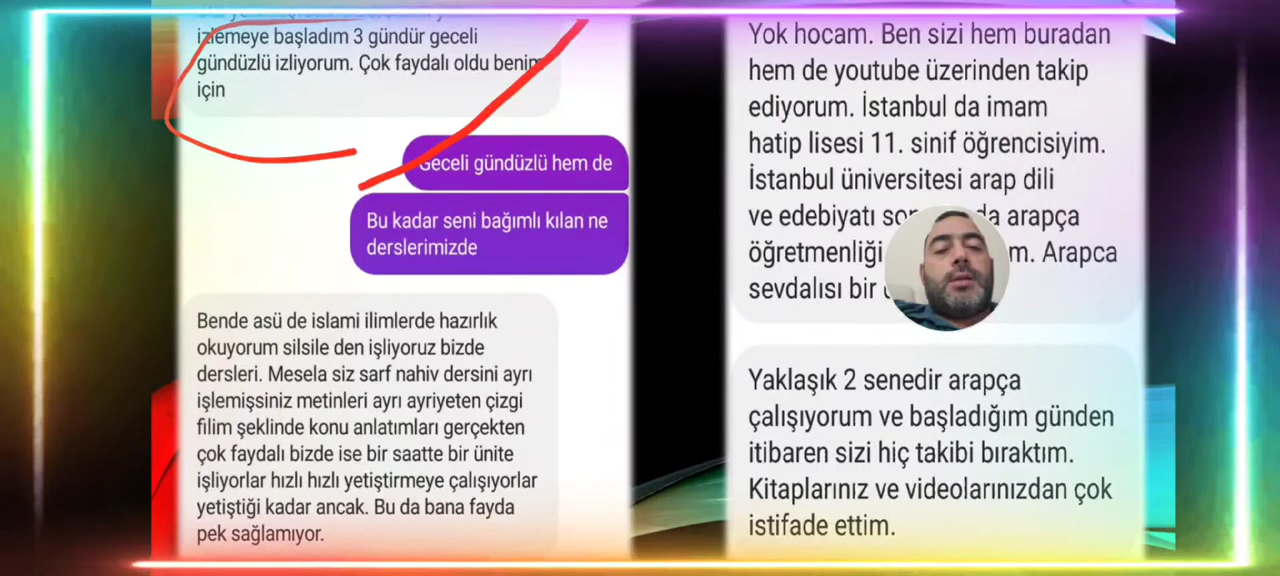 izlemeye başladım 3 gündür geceli
gündüzlü izliyorum. Çok faydalı oldu benim
için
Geceli gündüzlü hem de
Bu kadar seni bağımlı kılan ne
derslerimizde
Bende asü de islami ilimlerde hazırlık
okuyorum silsile den işliyoruz bizde
dersleri. Mesela siz sarf nahiv dersini ayrı
işlemişsiniz metinleri ayrı ayriyeten çizgi
filim şeklinde konu anlatımları gerçekten
çok faydalı bizde ise bir saatte bir ünite
işliyorlar hızlı hızlı yetiştirmeye çalışıyorlar
yetiştiği kadar ancak. Bu da bana fayda
pek sağlamıyor.
Yok hocam. Ben sizi hem buradan
hem de youtube üzerinden takip
ediyorum. İstanbul da imam
hatip lisesi 11. sinif öğrencisiyim.
İstanbul üniversitesi arap dili
ve edebiyatı arapça
öğretmenliği Arapca
sevdalısı bir
Yaklaşık 2 senedir arapça
çalışıyorum ve başladığım günden
itibaren sizi hiç takibi bıraktım.
Kitaplarınız ve videolarınızdan çok
istifade ettim.